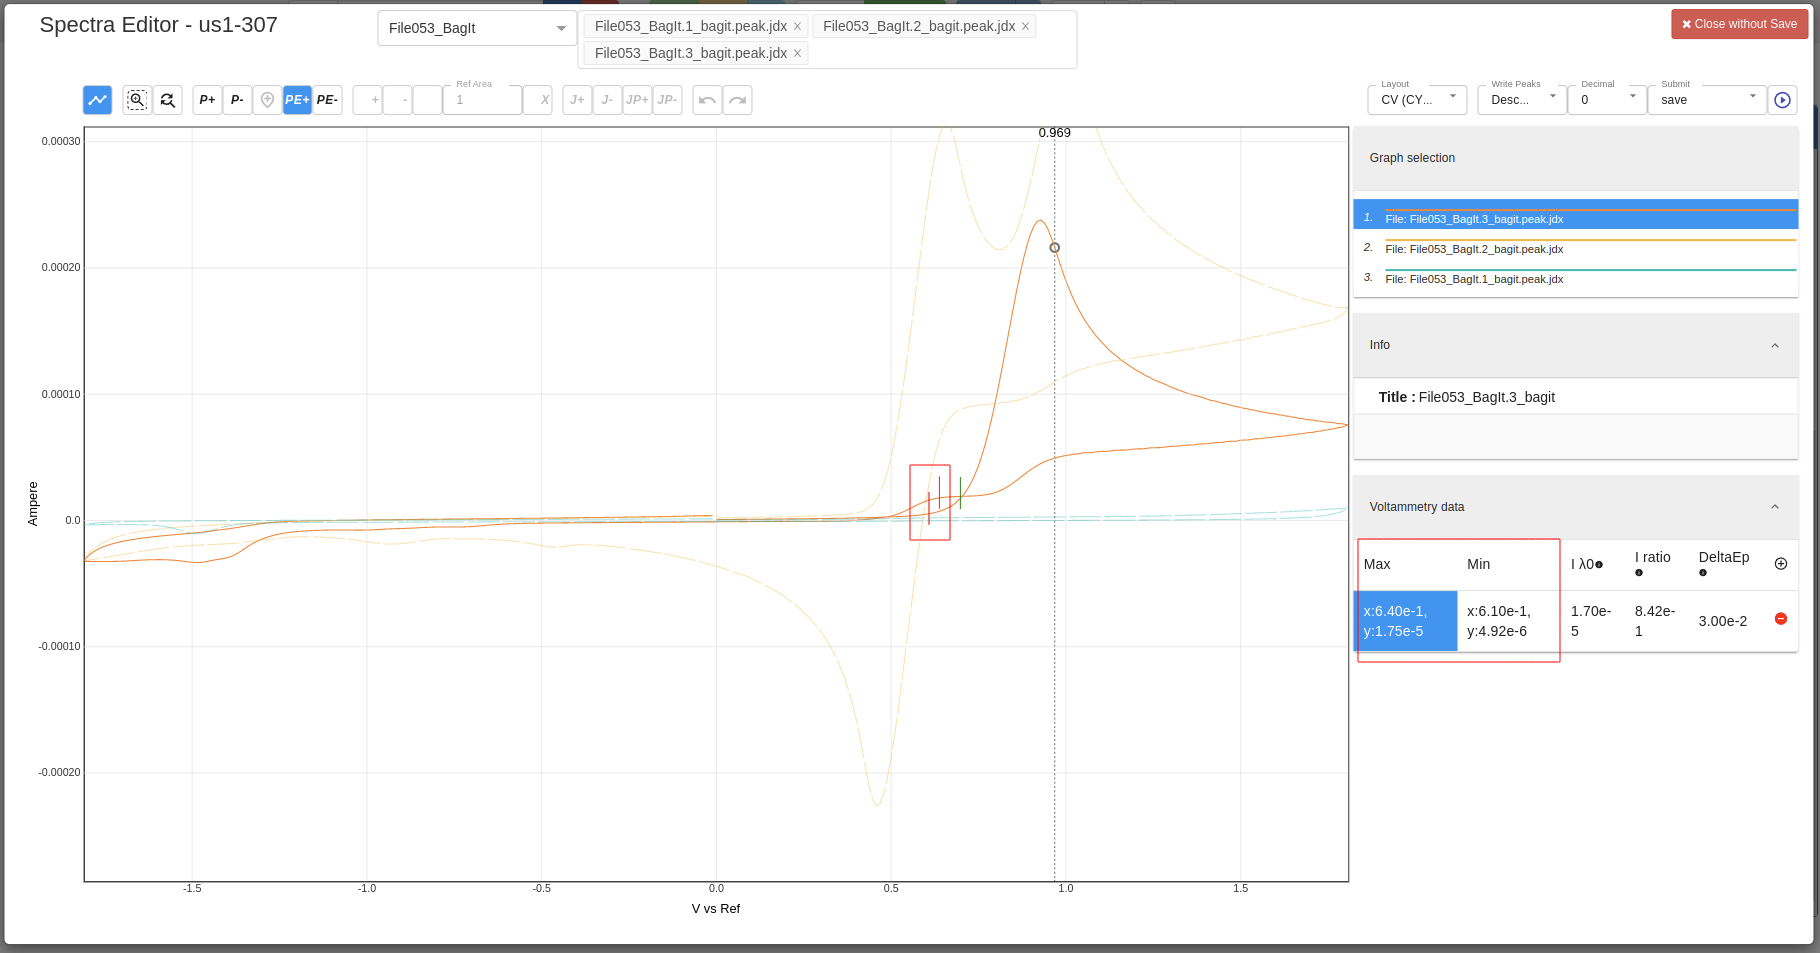 Spectra Editor - us1-307
File053_BagIt
File053_BagIt.1_bagit.peak.jdx ×
File053_BagIt.2_bagit.peak.jdx ×
File053_BagIt.3_bagit.peak.jdx ×
✖ Close without Save
P+
P-
PE+
PE-
+
-
Ref Area
1
X
J+
J-
JP+
JP-
Layout
CV (CY...
Write Peaks
Desc...
Decimal
0
Submit
save
0.969
0.00030
0.00020
0.00010
0.0
-0.00010
-0.00020
Ampere
-1.5
-1.0
-0.5
0.0
0.5
1.0
1.5
V vs Ref
Graph selection
1. File: File053_BagIt.3_bagit.peak.jdx
2. File: File053_BagIt.2_bagit.peak.jdx
3. File: File053_BagIt.1_bagit.peak.jdx
Info
Title : File053_BagIt.3_bagit
Voltammetry data
Max
Min
I λ0
I ratio
DeltaEp
x:6.40e-1,
y:1.75e-5
x:6.10e-1,
y:4.92e-6
1.70e-
5
8.42e-
1
3.00e-2